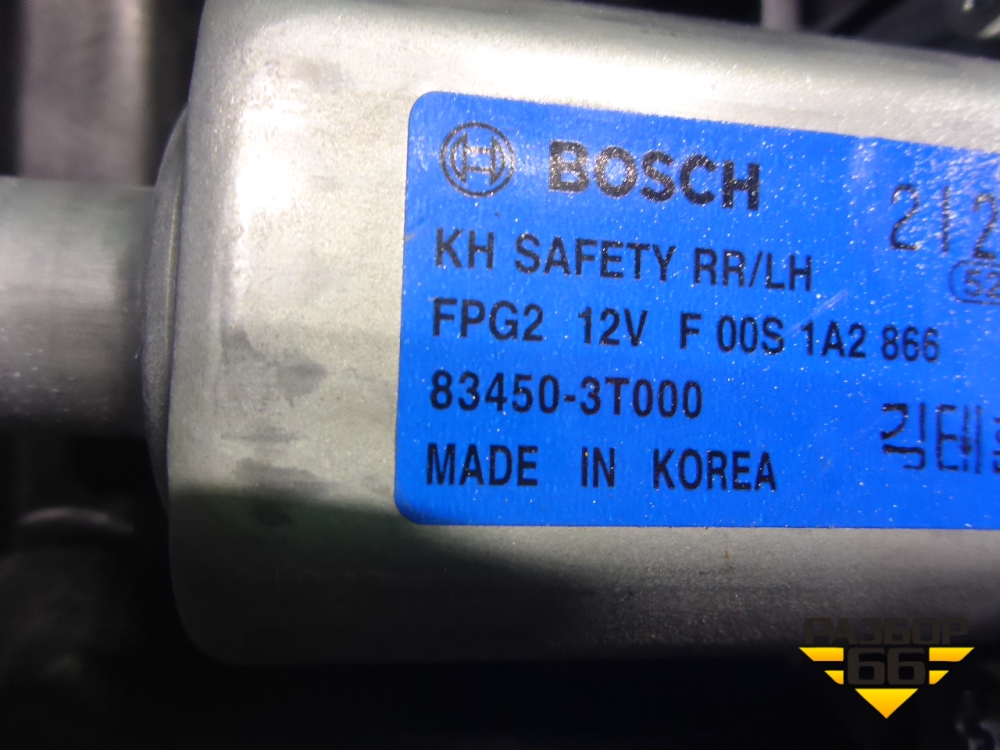 BOSCH
KH SAFETY RR/LH
FPG2 12V F 00S 1A2 866
83450-3T000
MADE IN KOREA
РАЗБОР
66